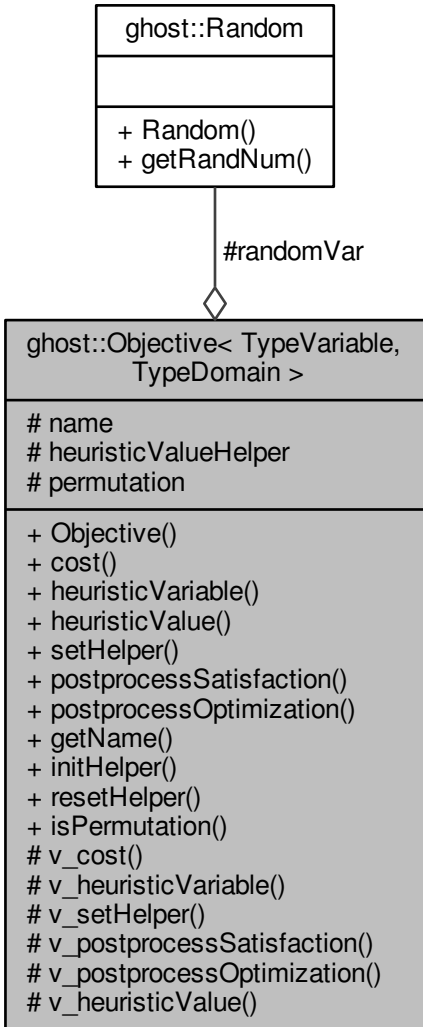 ghost::Random
+ Random()
+ getRandNum()
#randomVar
ghost::Objective< TypeVariable,
TypeDomain >
# name
# heuristicValueHelper
# permutation
+ Objective()
+ cost()
+ heuristicVariable()
+ heuristicValue()
+ setHelper()
+ postprocessSatisfaction()
+ postprocessOptimization()
+ getName()
+ initHelper()
+ resetHelper()
+ isPermutation()
# v_cost()
# v_heuristicVariable()
# v_setHelper()
# v_postprocessSatisfaction()
# v_postprocessOptimization()
# v_heuristicValue()